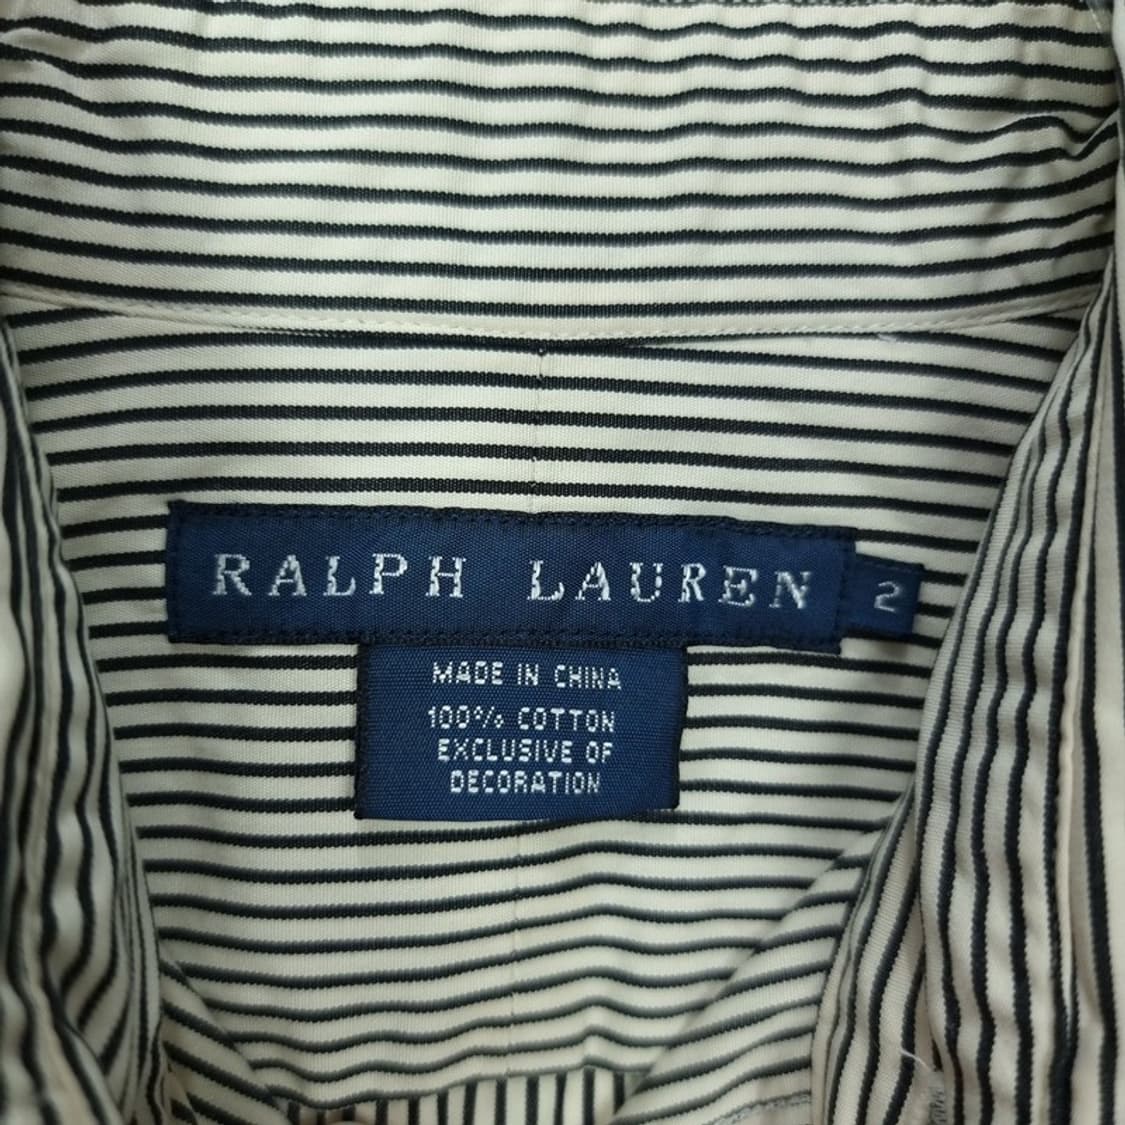 RALPH LAUREN 2
MADE IN CHINA
100% COTTON
EXCLUSIVE OF
DECORATION